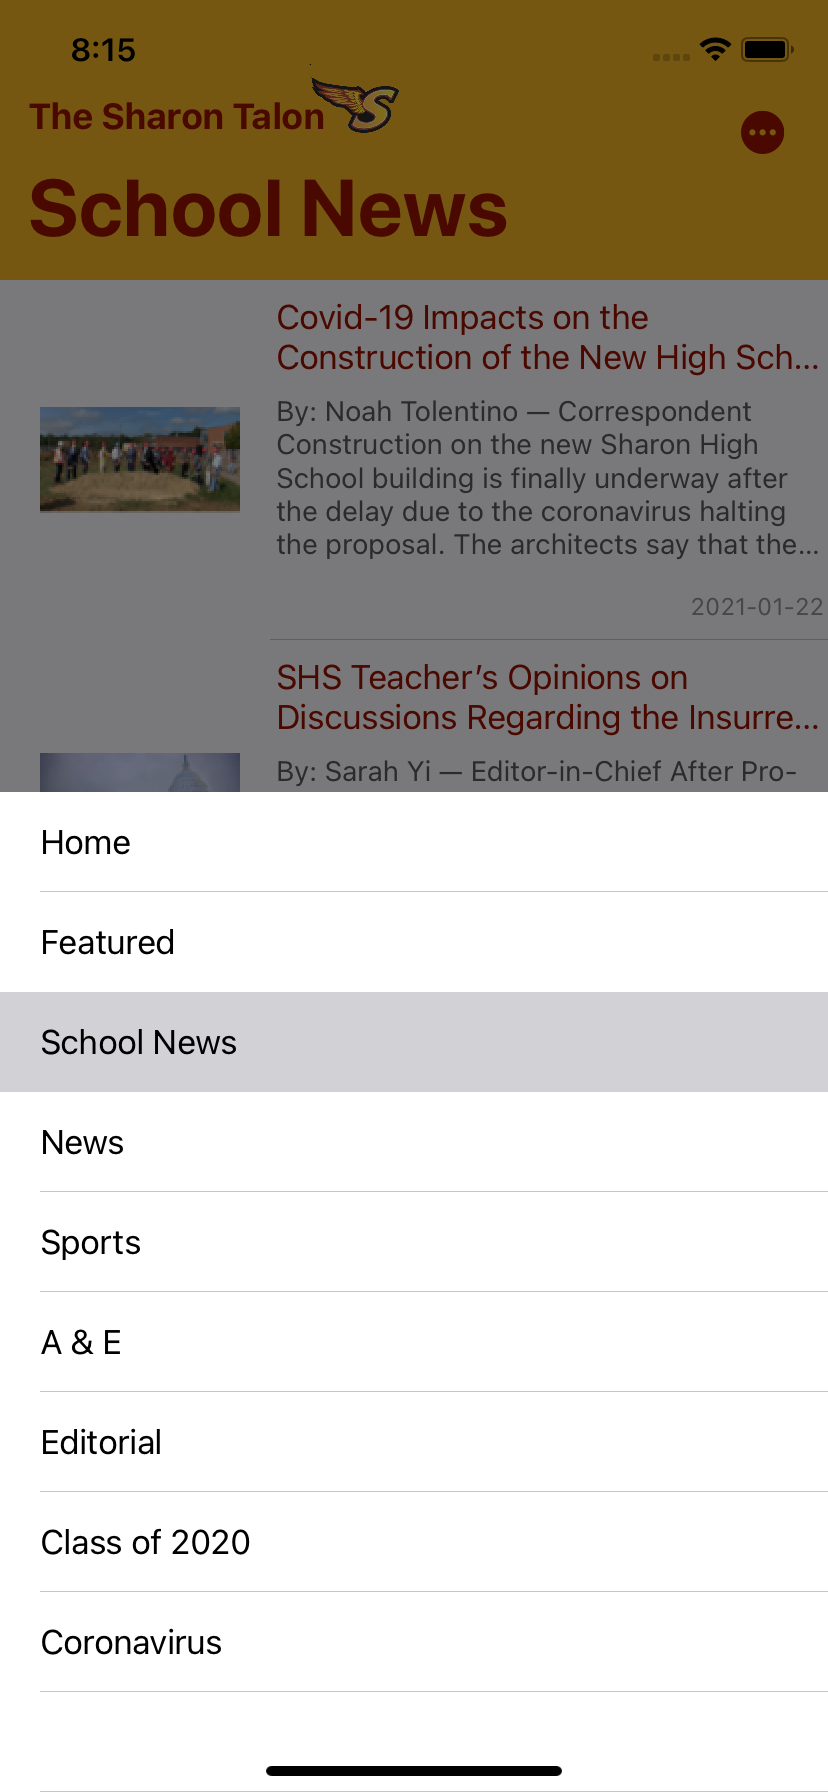 8:15
The Sharon Talon
School News
Covid-19 Impacts on the
Construction of the New High Sch...
By: Noah Tolentino — Correspondent
Construction on the new Sharon High
School building is finally underway after
the delay due to the coronavirus halting
the proposal. The architects say that the...
2021-01-22
SHS Teacher’s Opinions on
Discussions Regarding the Insurre...
By: Sarah Yi — Editor-in-Chief After Pro-
Home
Featured
School News
News
Sports
A & E
Editorial
Class of 2020
Coronavirus